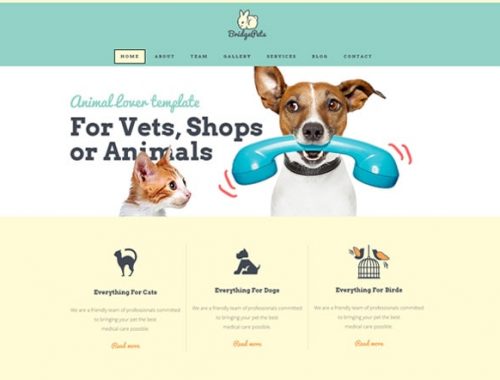 BridgePets
HOME ABOUT TEAM GALLERY SERVICES BLOG CONTACT
Animal Lover template
For Vets, Shops
or Animals
Everything For Cats
We are a friendly team of professionals committed
to bringing your pet the best
medical care possible.
Read more
Everything For Dogs
We are a friendly team of professionals committed
to bringing your pet the best
medical care possible.
Read more
Everything For Birds
We are a friendly team of professionals committed
to bringing your pet the best
medical care possible.
Read more